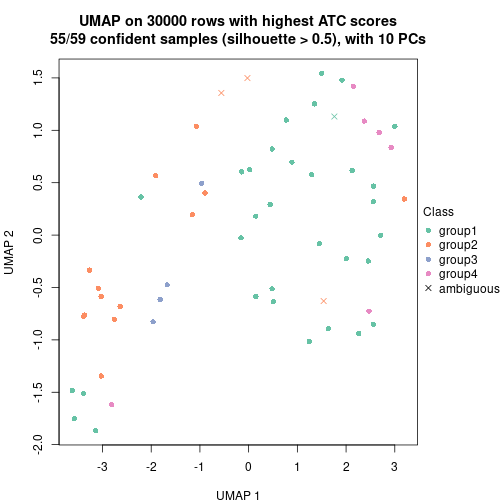 UMAP on 30000 rows with highest ATC scores
55/59 confident samples (silhouette > 0.5), with 10 PCs
1.5
1.0
0.5
0.0
-0.5
-1.0
-1.5
-2.0
UMAP 2
-3
-2
-1
0
1
2
3
UMAP 1
Class
group1
group2
group3
group4
ambiguous